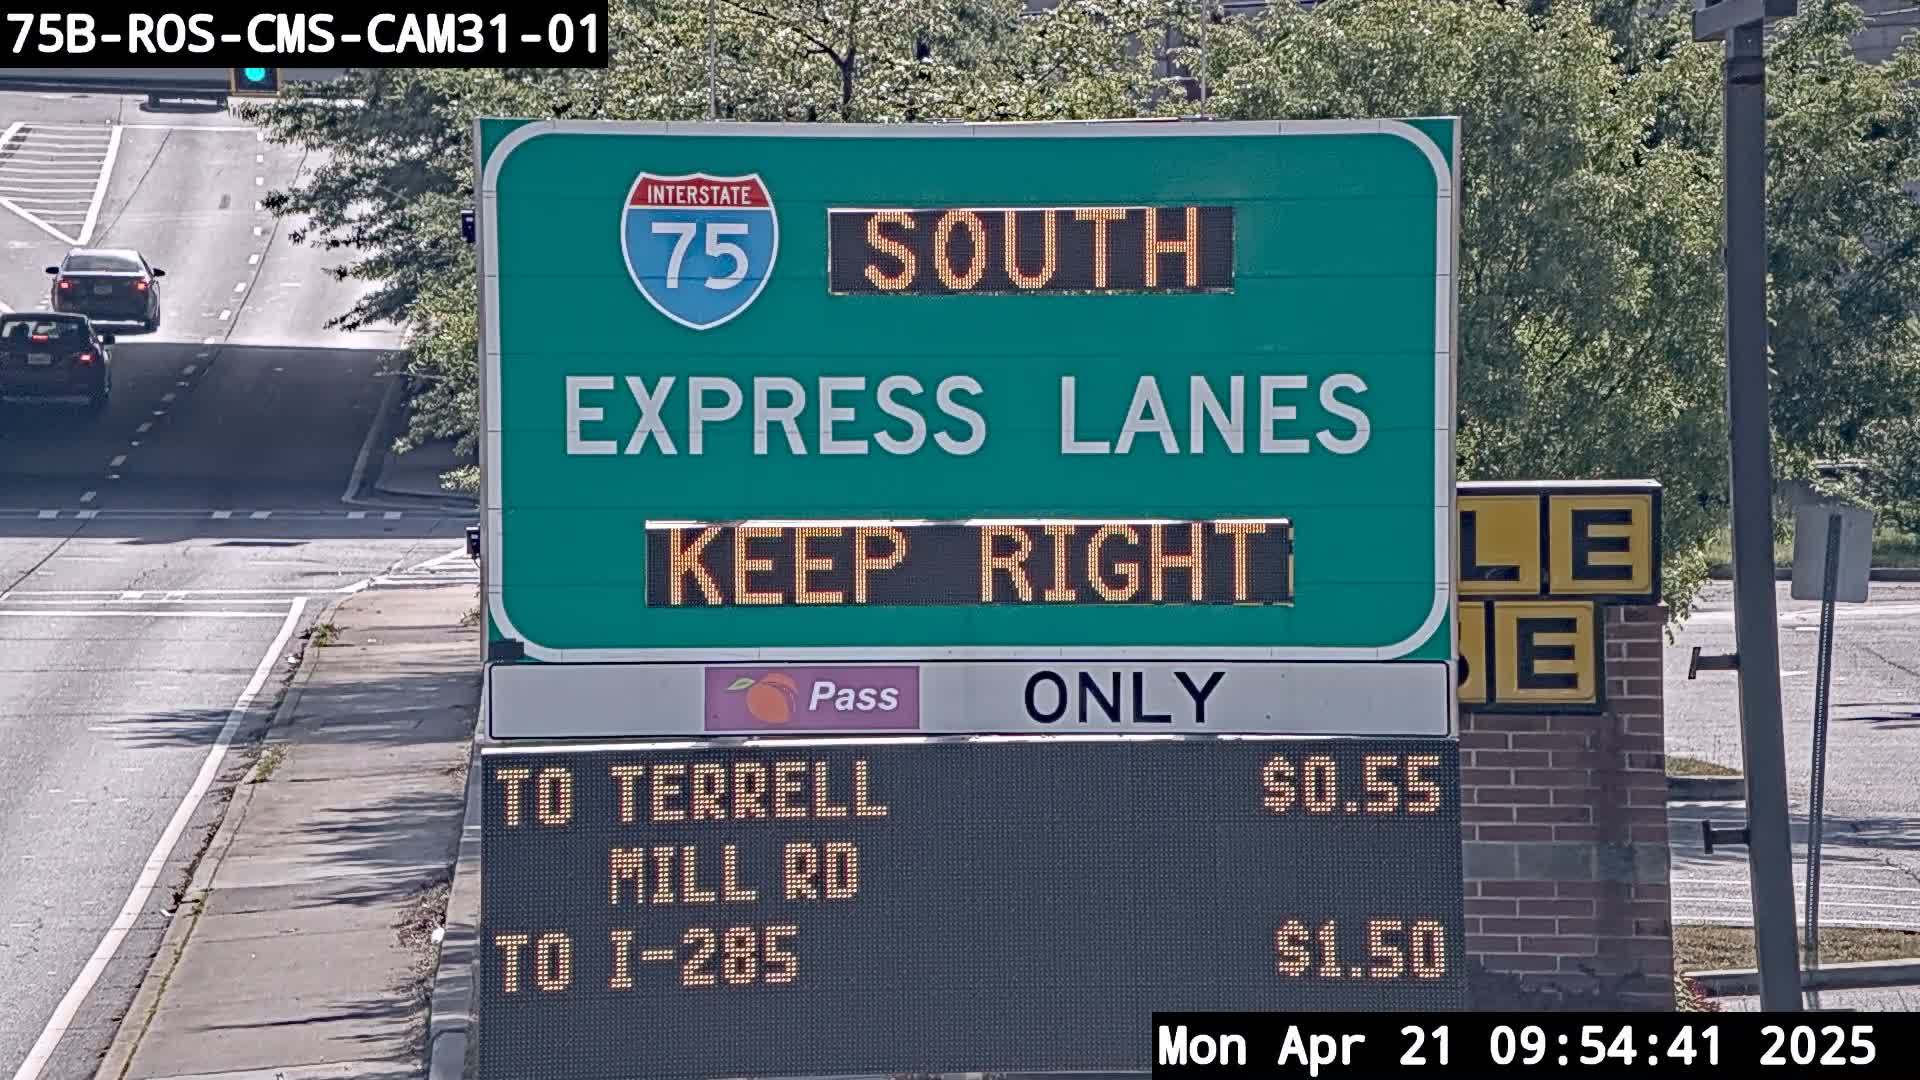 75B-ROS-CMS-CAM31-01
INTERSTATE
75
SOUTH
EXPRESS LANES
KEEP RIGHT
LE
E
Pass ONLY
TO TERRELL $0.55
MILL RD
TO I-285 $1.50
Mon Apr 21 09:54:41 2025